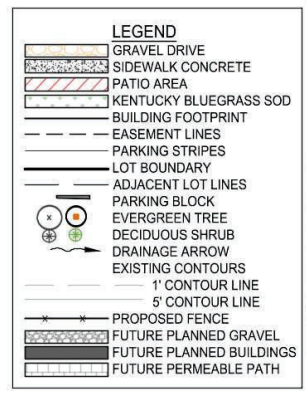 LEGEND
GRAVEL DRIVE
SIDEWALK CONCRETE
PATIO AREA
KENTUCKY BLUEGRASS SOD
BUILDING FOOTPRINT
EASEMENT LINES
PARKING STRIPES
LOT BOUNDARY
ADJACENT LOT LINES
PARKING BLOCK
EVERGREEN TREE
DECIDUOUS SHRUB
DRAINAGE ARROW
EXISTING CONTOURS
1' CONTOUR LINE
5' CONTOUR LINE
PROPOSED FENCE
FUTURE PLANNED GRAVEL
FUTURE PLANNED BUILDINGS
FUTURE PERMEABLE PATH